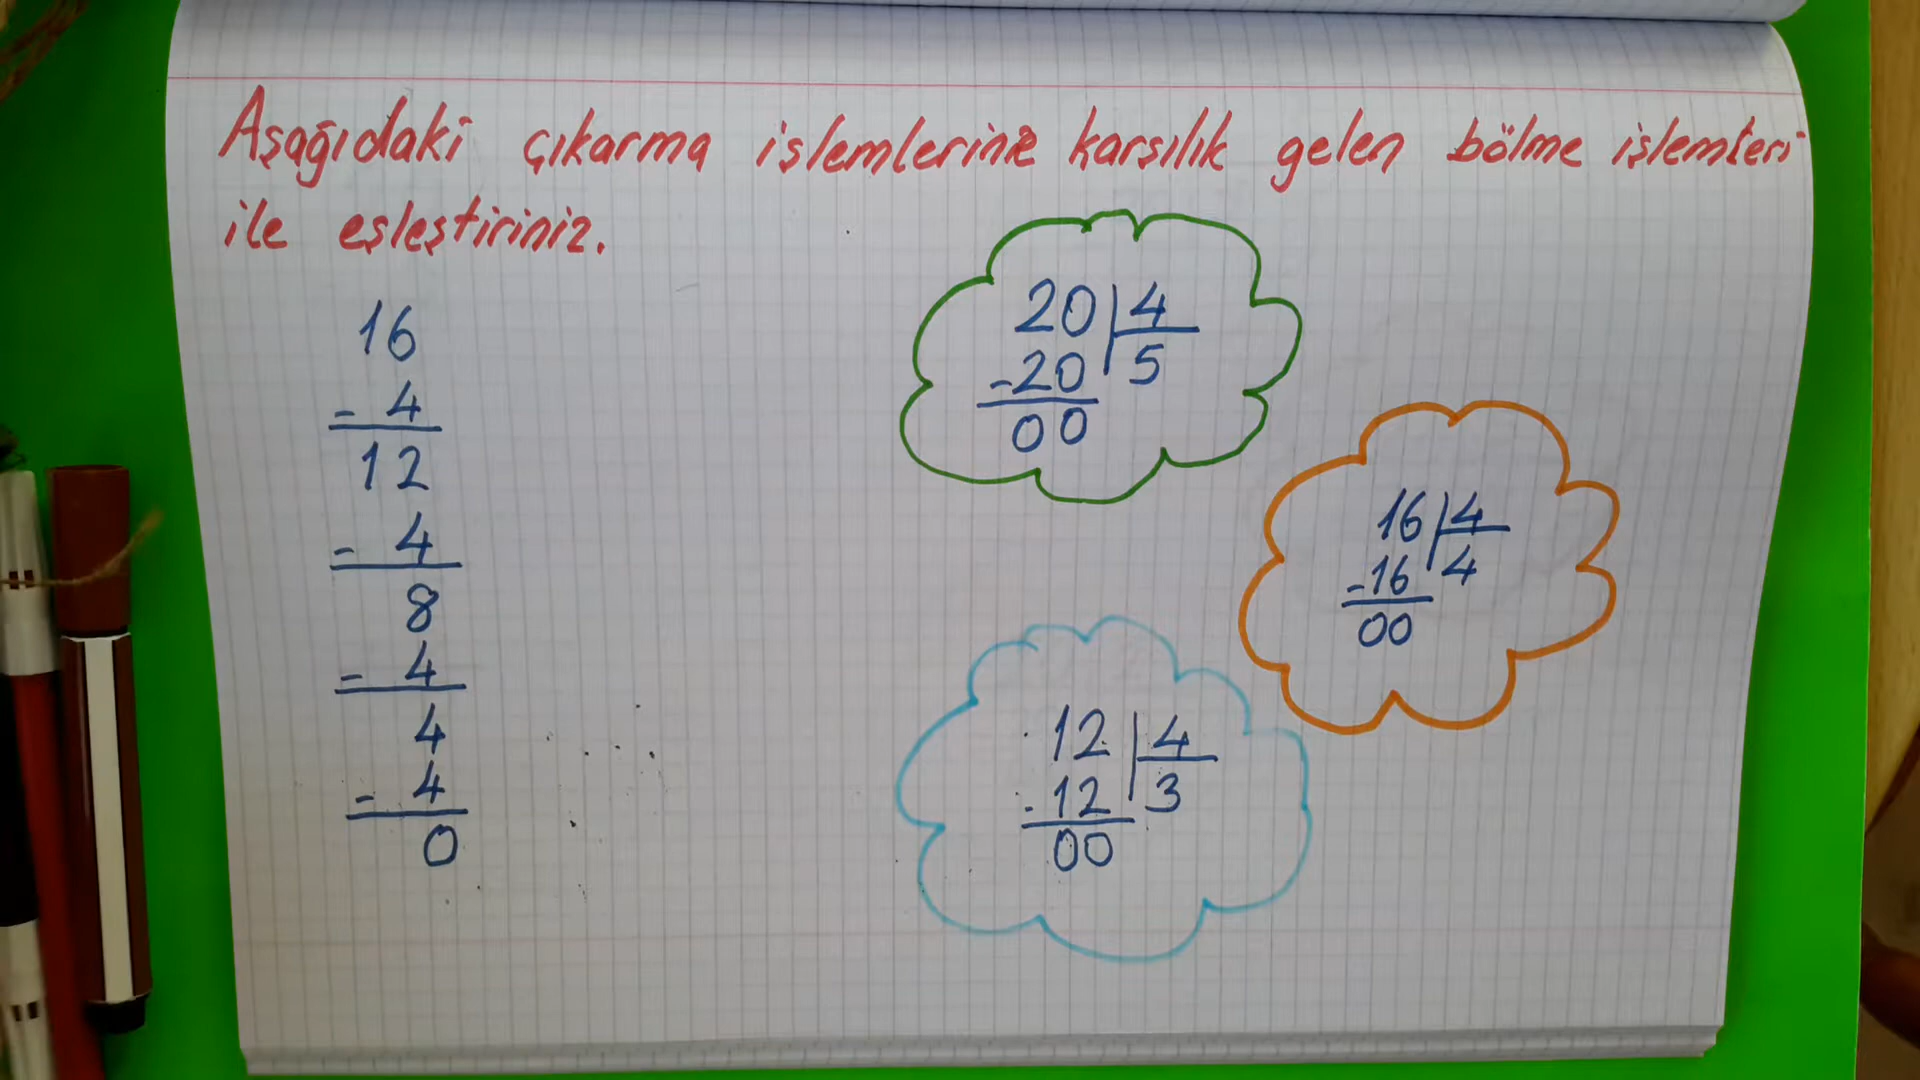 Aşağıdaki çıkarma işlemlerine karşılık gelen bölme işlemleri
ile eşleştiriniz.
16
- 4
12
- 4
8
- 4
4
- 4
0
20 | 4
-20 | 5
00
16 | 4
-16 | 4
00
12 | 4
-12 | 3
00